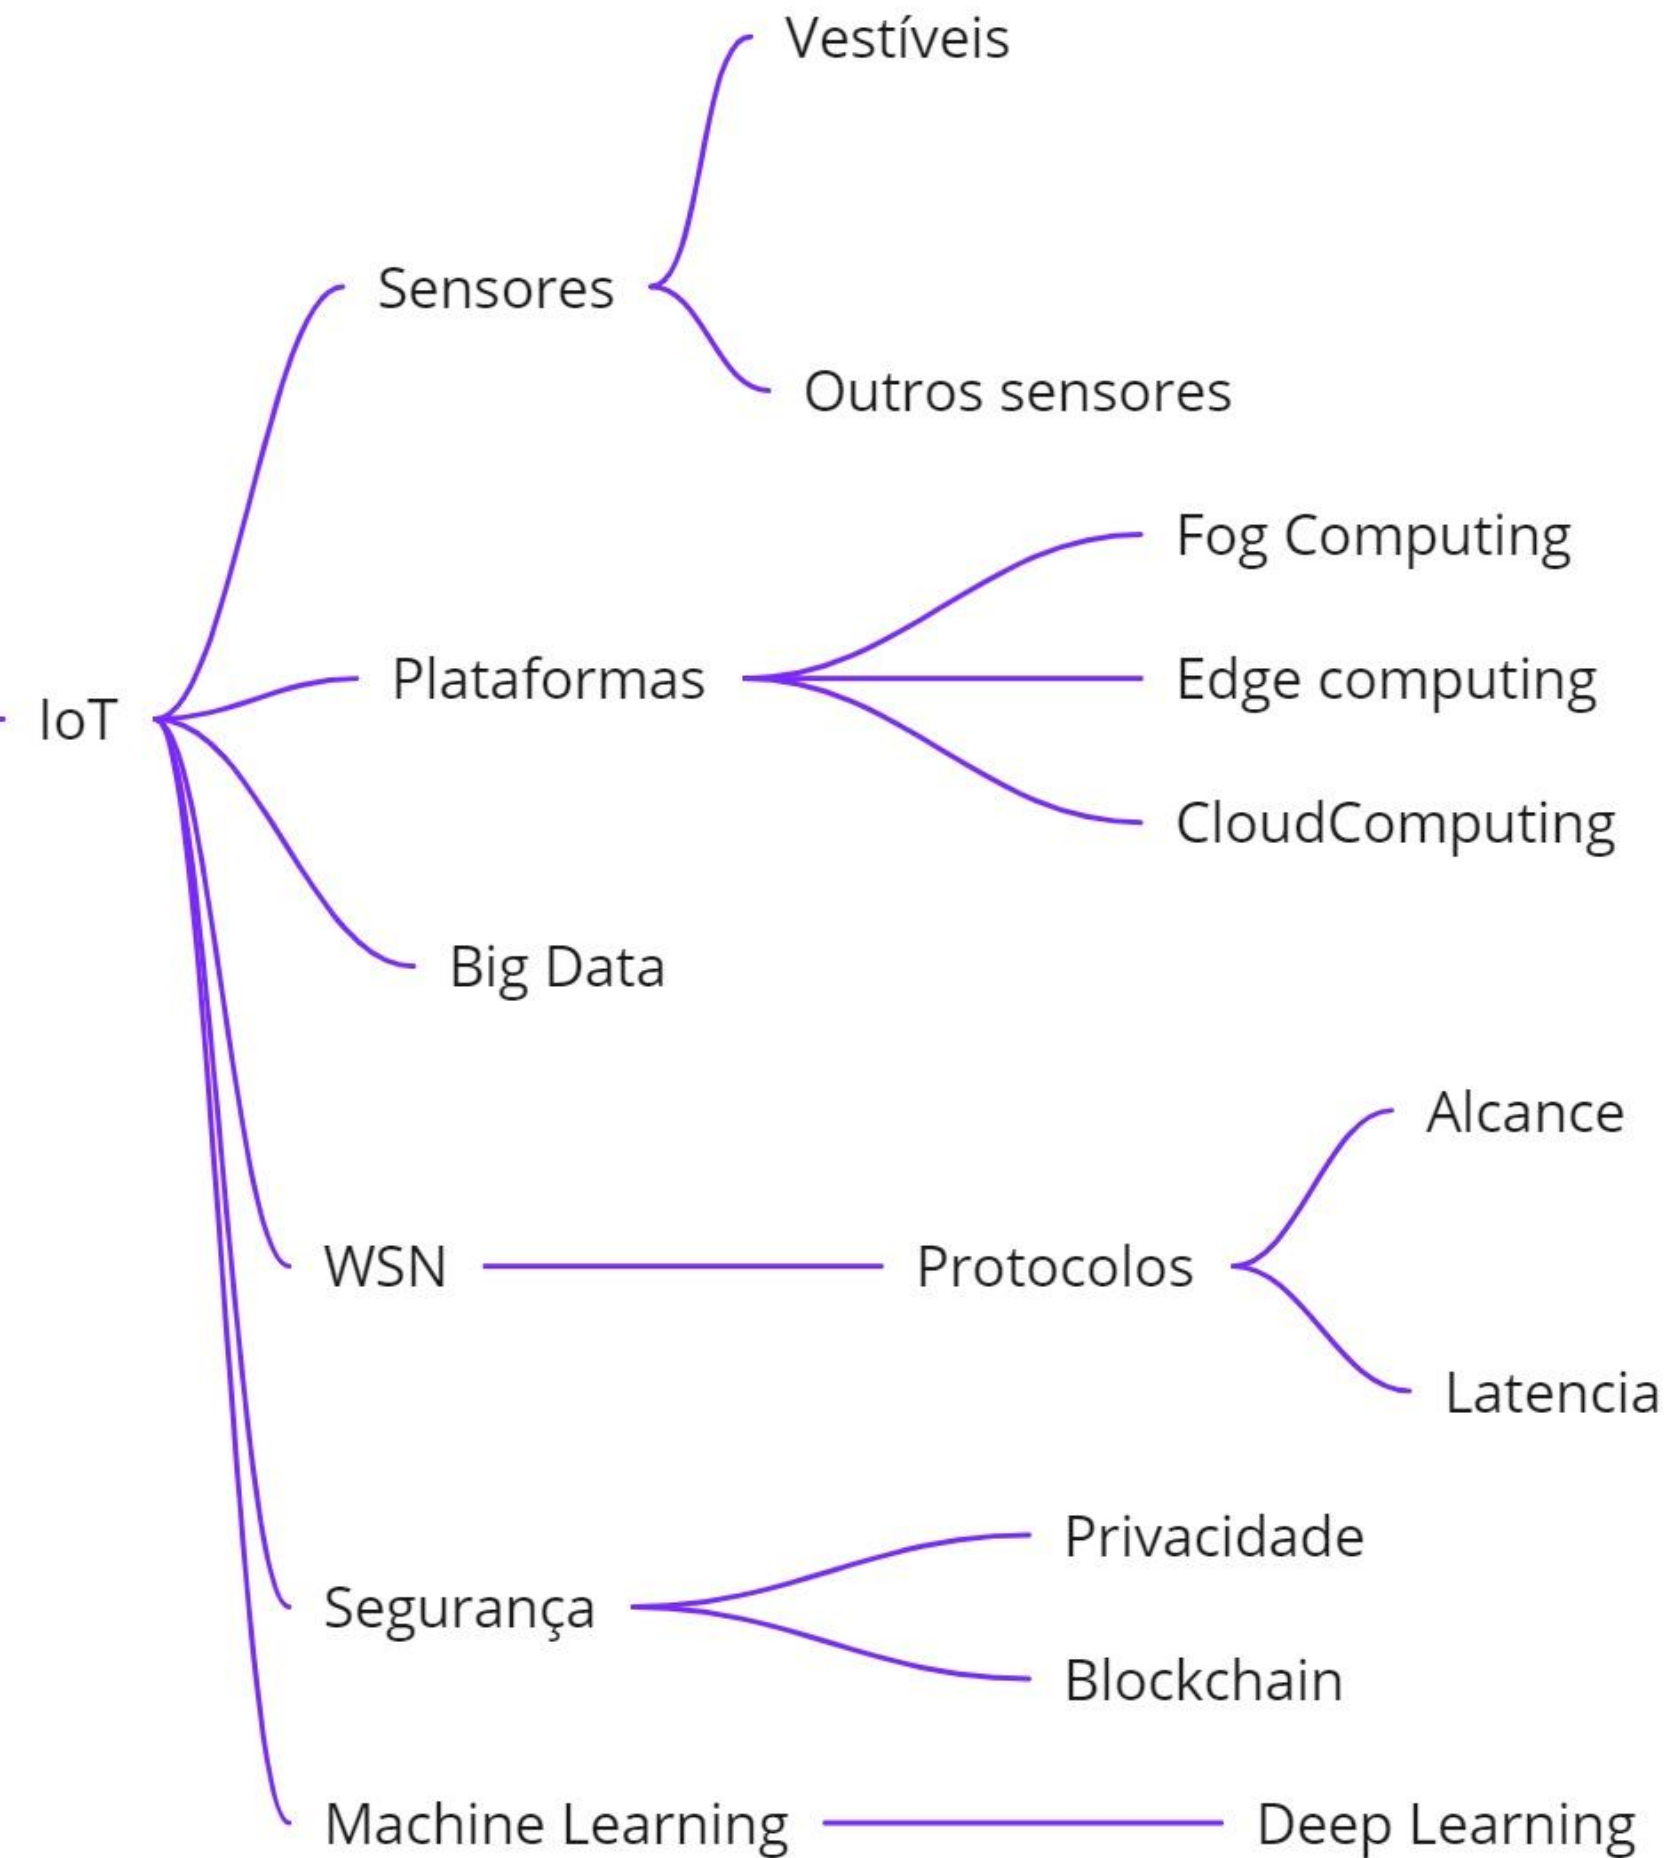 Vestíveis
Sensores
Outros sensores
Fog Computing
Plataformas
Edge computing
IoT
CloudComputing
Big Data
Alcance
WSN
Protocolos
Latencia
Privacidade
Segurança
Blockchain
Machine Learning
Deep Learning